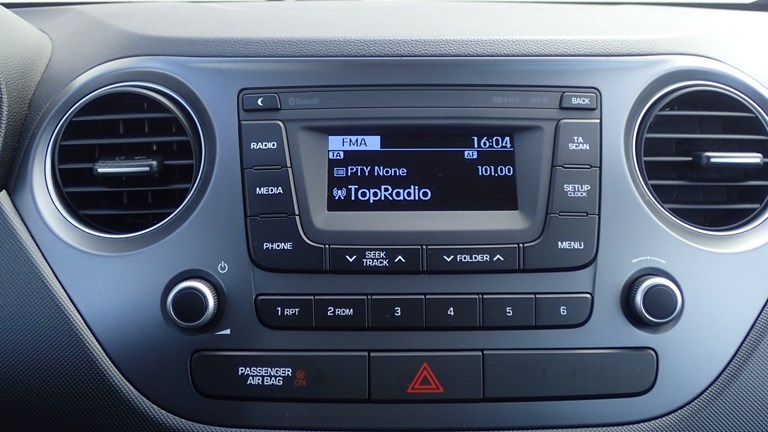 Bluetooth
BACK
RADIO
MEDIA
PHONE
FMA 16:04
TA AF
PTY None 101,00
TopRadio
TA
SCAN
SETUP
CLOCK
MENU
SEEK
TRACK
FOLDER
1 RPT 2 RDM 3 4 5 6
PASSENGER
AIR BAG
ON